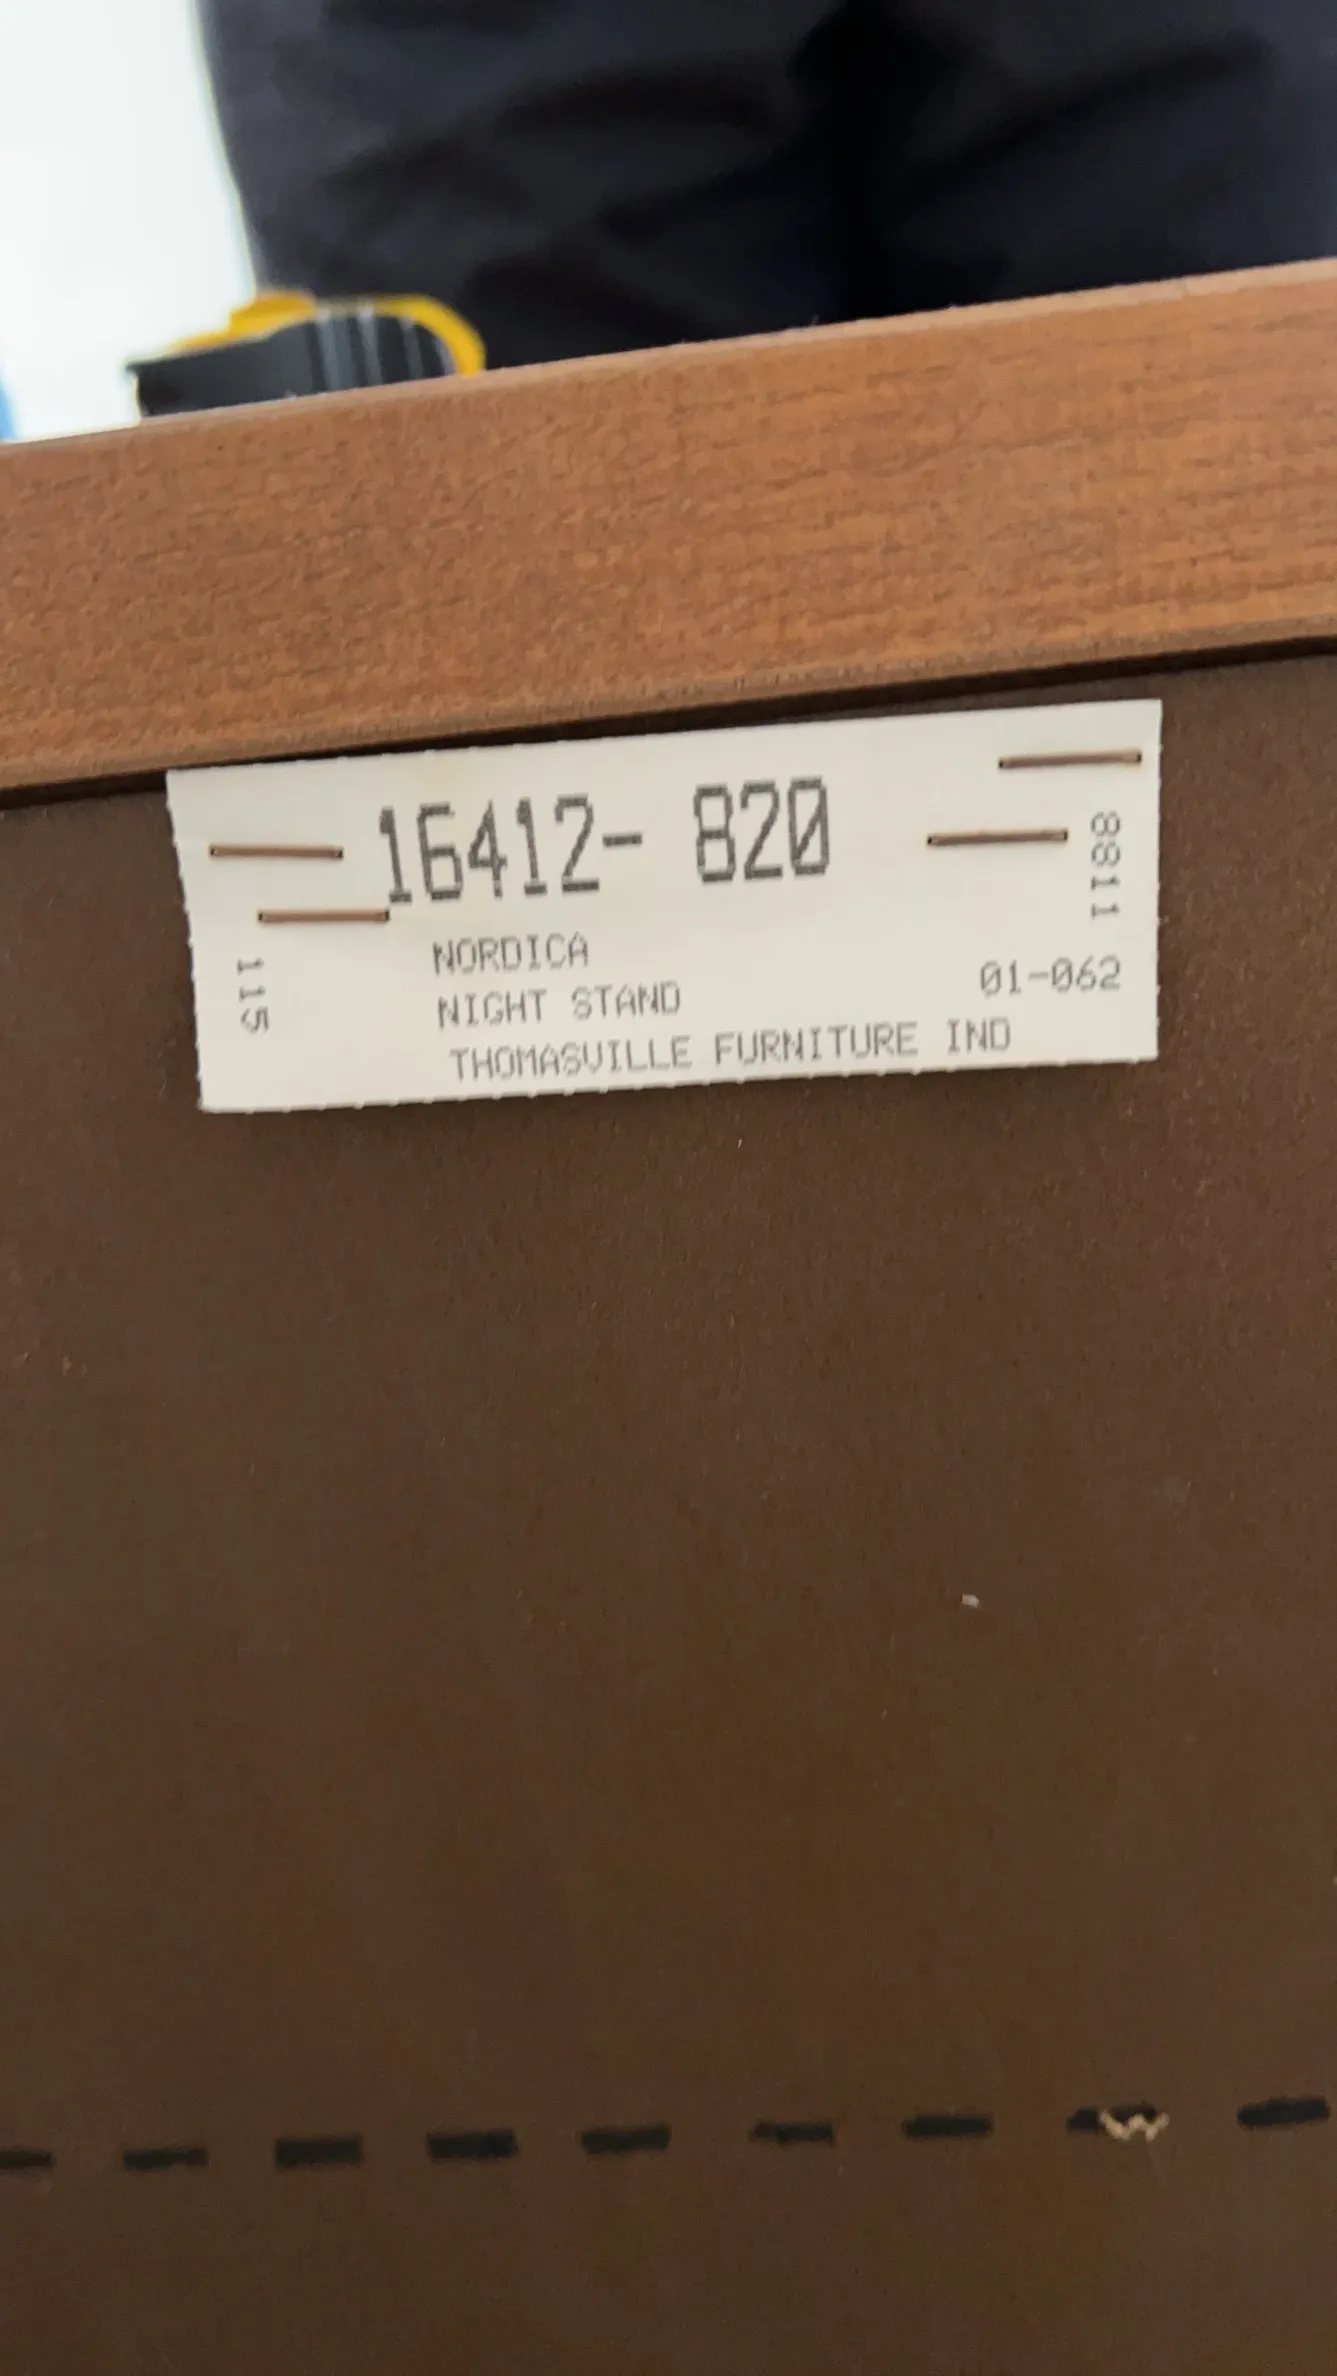 16412- 820
8811
NORDICA
115
NIGHT STAND
01-062
THOMASVILLE FURNITURE IND